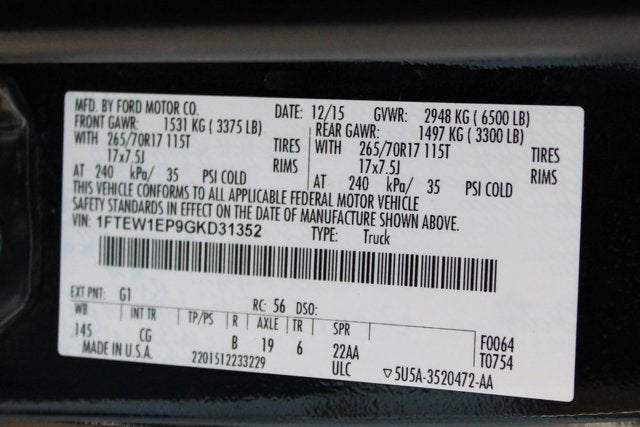 MFD. BY FORD MOTOR CO. DATE: 12/15 GVWR: 2948 KG ( 6500 LB)
FRONT GAWR: 1531 KG ( 3375 LB) REAR GAWR: 1497 KG ( 3300 LB)
WITH 265/70R17 115T TIRES WITH 265/70R17 115T TIRES
17x7.5J RIMS 17x7.5J RIMS
AT 240 kPa/ 35 PSI COLD AT 240 kPa/ 35 PSI COLD
THIS VEHICLE CONFORMS TO ALL APPLICABLE FEDERAL MOTOR VEHICLE
SAFETY STANDARDS IN EFFECT ON THE DATE OF MANUFACTURE SHOWN ABOVE.
VIN: 1FTEW1EP9GKD31352 TYPE: Truck
EXT PNT: G1 RC: 56 DSO:
WB INT TR TP/PS R AXLE TR SPR F0064
145 CG B 19 6 22AA T0754
MADE IN U.S.A. 2201512233229 ULC ▽5U5A-3520472-AA